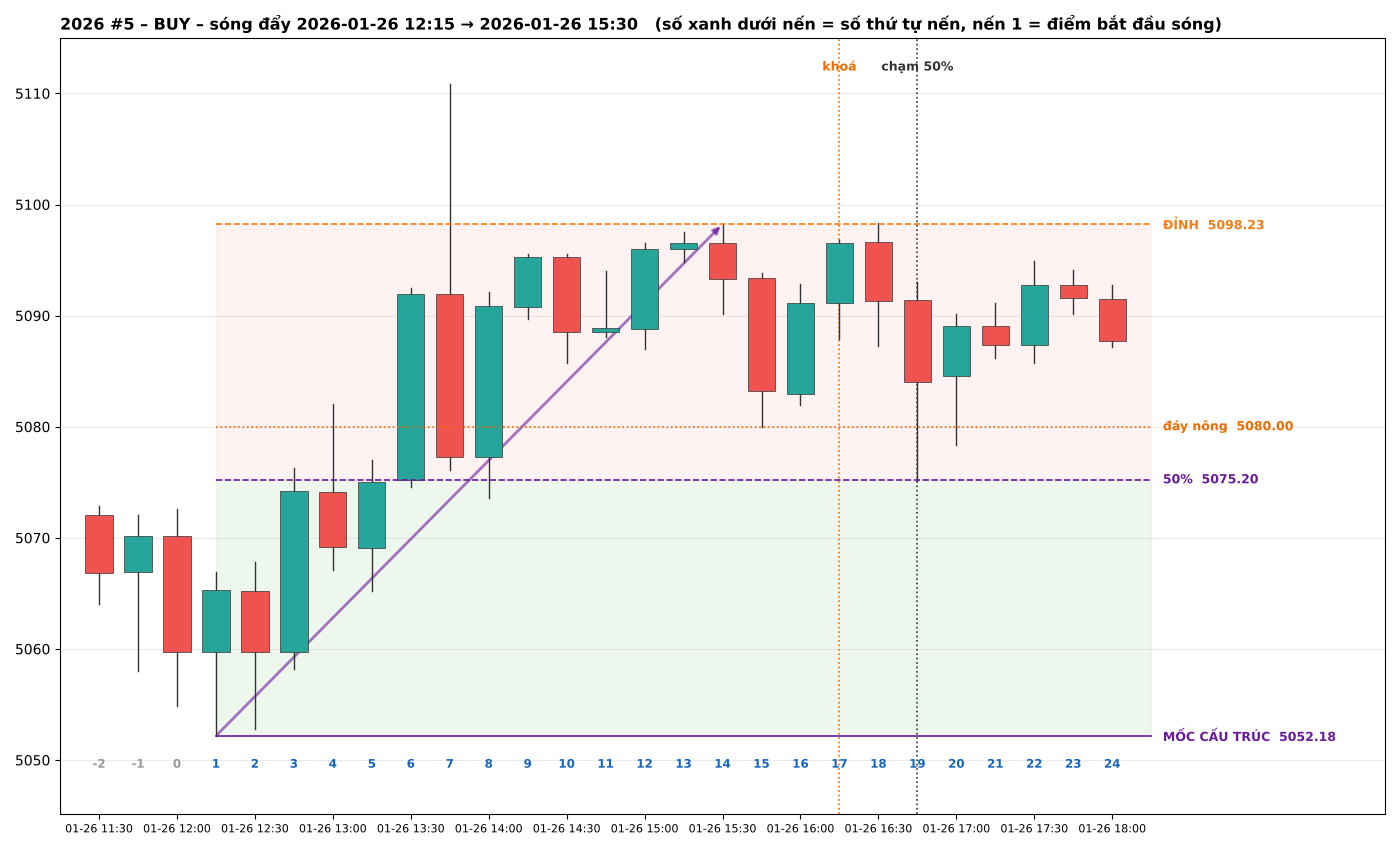 2026 #5 – BUY – sóng đẩy 2026-01-26 12:15 → 2026-01-26 15:30 (số xanh dưới nến = số thứ tự nến, nến 1 = điểm bắt đầu sóng)
khoá chạm 50%
5110
5100
ĐỈNH 5098.23
5090
5080
đáy nông 5080.00
50% 5075.20
5070
5060
MỐC CẤU TRÚC 5052.18
5050
-2 -1 0 1 2 3 4 5 6 7 8 9 10 11 12 13 14 15 16 17 18 19 20 21 22 23 24
01-26 11:30 01-26 12:00 01-26 12:30 01-26 13:00 01-26 13:30 01-26 14:00 01-26 14:30 01-26 15:00 01-26 15:30 01-26 16:00 01-26 16:30 01-26 17:00 01-26 17:30 01-26 18:00